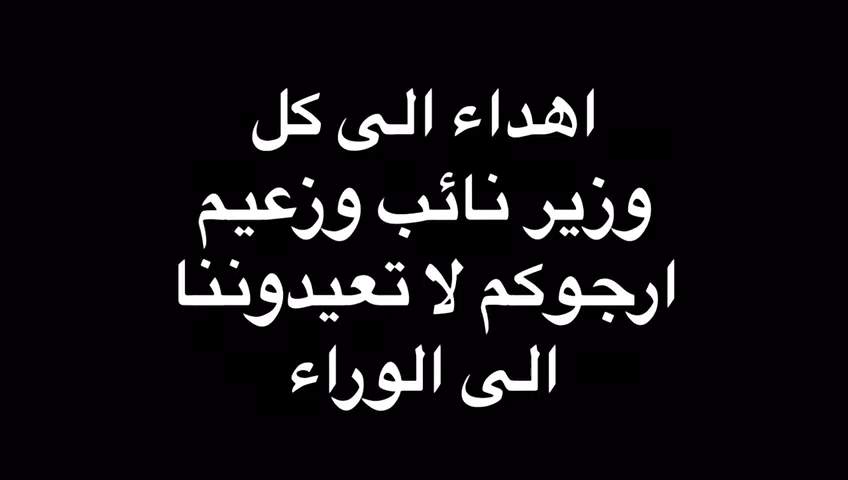 اهداء الى كل
وزير نائب وزعيم
ارجوكم لا تعيدوننا
الى الوراء